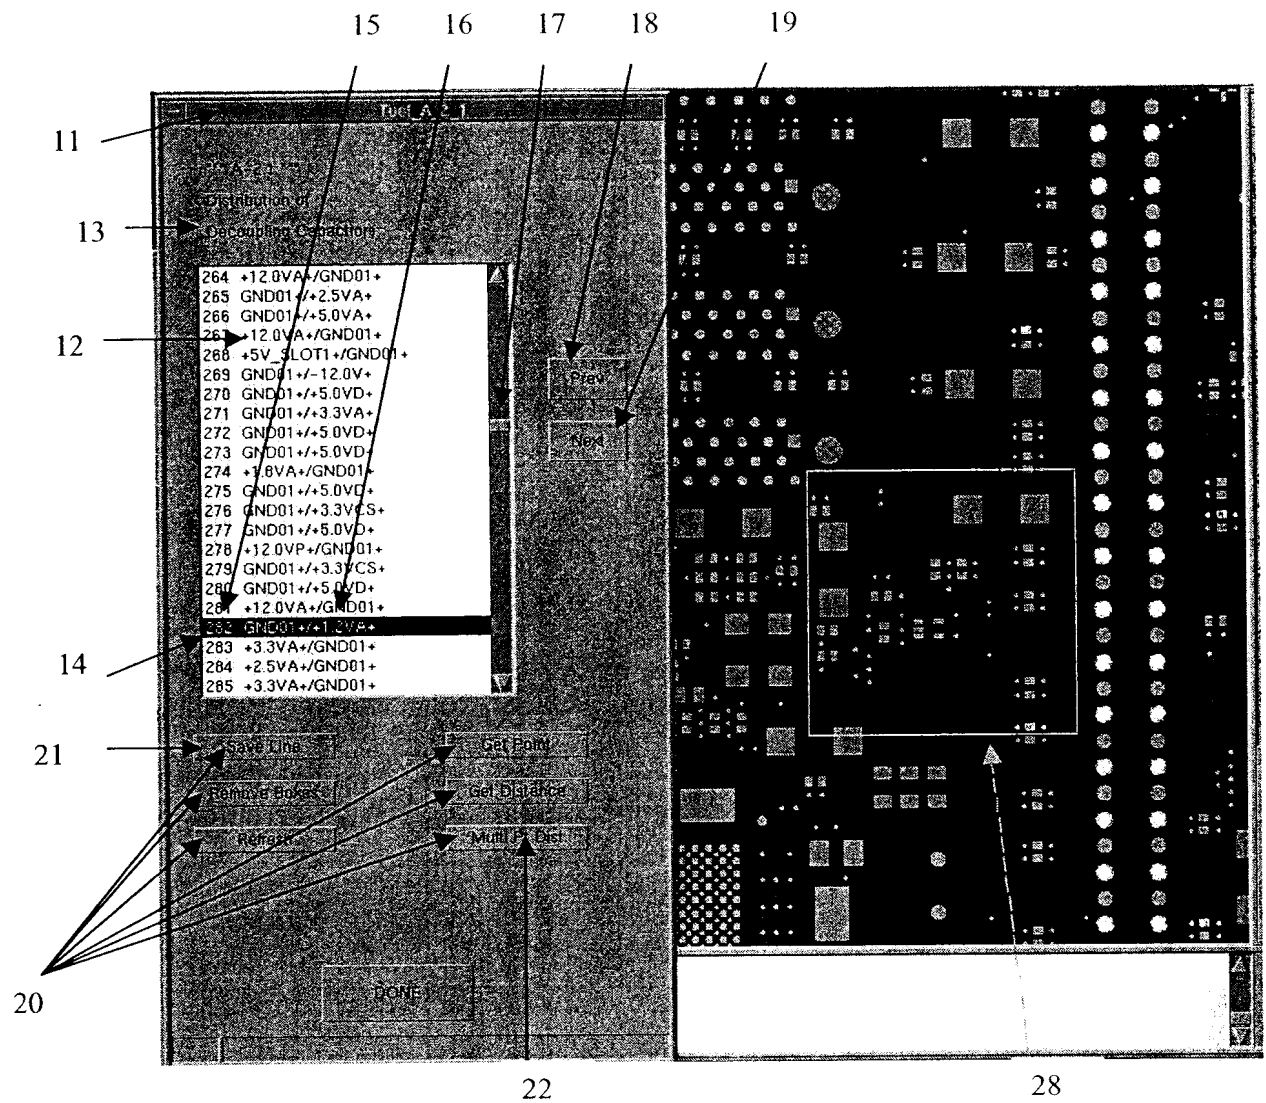 15 16 17 18 19
11
Distribution of
13
Decoupling Capacitors
264 +12.0VA+/GND01+
265 GND01+/+2.5VA+
266 GND01+/+5.0VA+
12
267 +12.0VA+/GND01+
268 +5V_SLOT1+/GND01+
269 GND01+/-12.0V+
270 GND01+/+5.0VD+
271 GND01+/+3.3VA+
272 GND01+/+5.0VD+
273 GND01+/+5.0VD+
274 +1.8VA+/GND01+
275 GND01+/+5.0VD+
276 GND01+/+3.3VCS+
277 GND01+/+5.0VD+
278 +12.0VP+/GND01+
279 GND01+/+3.3VCS+
280 GND01+/+5.0VD+
281 +12.0VA+/GND01+
282 GND01+/+1.2VA+
283 +3.3VA+/GND01+
284 +2.5VA+/GND01+
285 +3.3VA+/GND01+
14
Prev
Next
21
Save Line
Get Point
Remove Boxes
Get Distance
Refresh
Multi Pt Dist
20
DONE
22
28